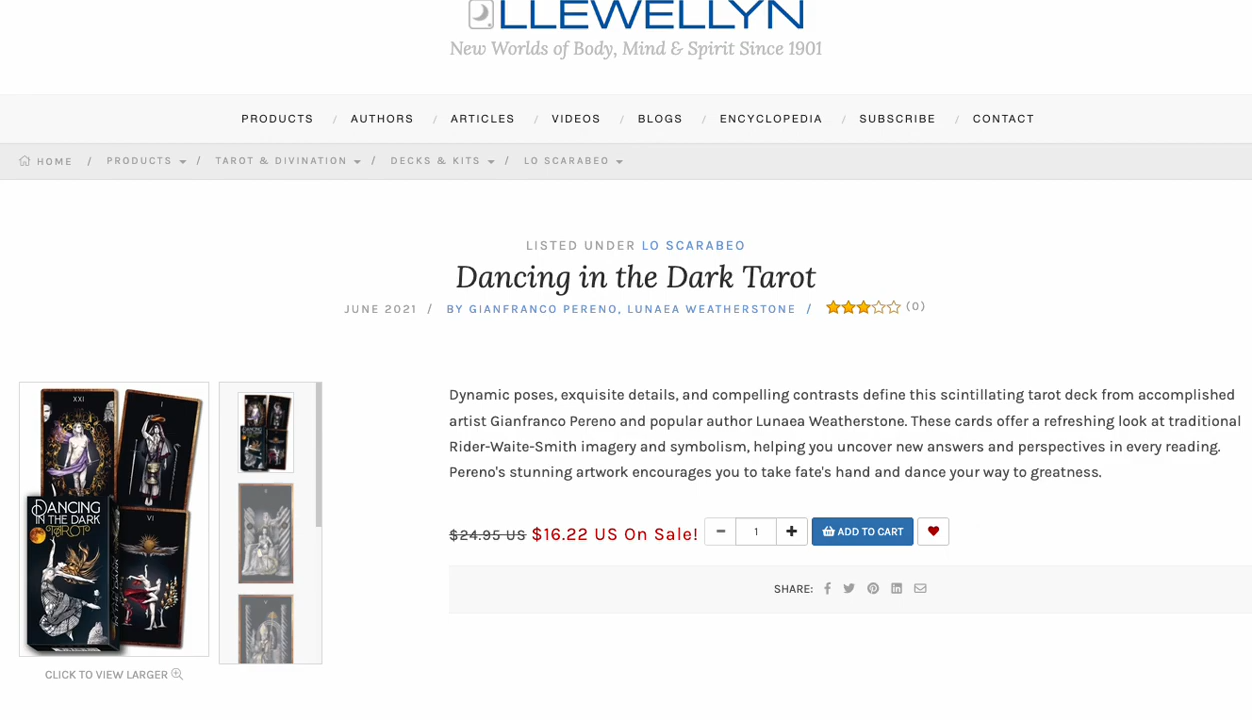 LLEWELLYN
New Worlds of Body, Mind & Spirit Since 1901
PRODUCTS / AUTHORS / ARTICLES / VIDEOS / BLOGS / ENCYCLOPEDIA / SUBSCRIBE / CONTACT
HOME / PRODUCTS / TAROT & DIVINATION / DECKS & KITS / LO SCARABEO
LISTED UNDER LO SCARABEO
Dancing in the Dark Tarot
JUNE 2021 / BY GIANFRANCO PERENO, LUNAEA WEATHERSTONE / (0)
XXI
I
VI
DANCING
IN THE DARK
TAROT
IN THE DARK
CLICK TO VIEW LARGER
Dynamic poses, exquisite details, and compelling contrasts define this scintillating tarot deck from accomplished
artist Gianfranco Pereno and popular author Lunaea Weatherstone. These cards offer a refreshing look at traditional
Rider-Waite-Smith imagery and symbolism, helping you uncover new answers and perspectives in every reading.
Pereno's stunning artwork encourages you to take fate's hand and dance your way to greatness.
$24.95 US $16.22 US On Sale! 1 ADD TO CART
SHARE: